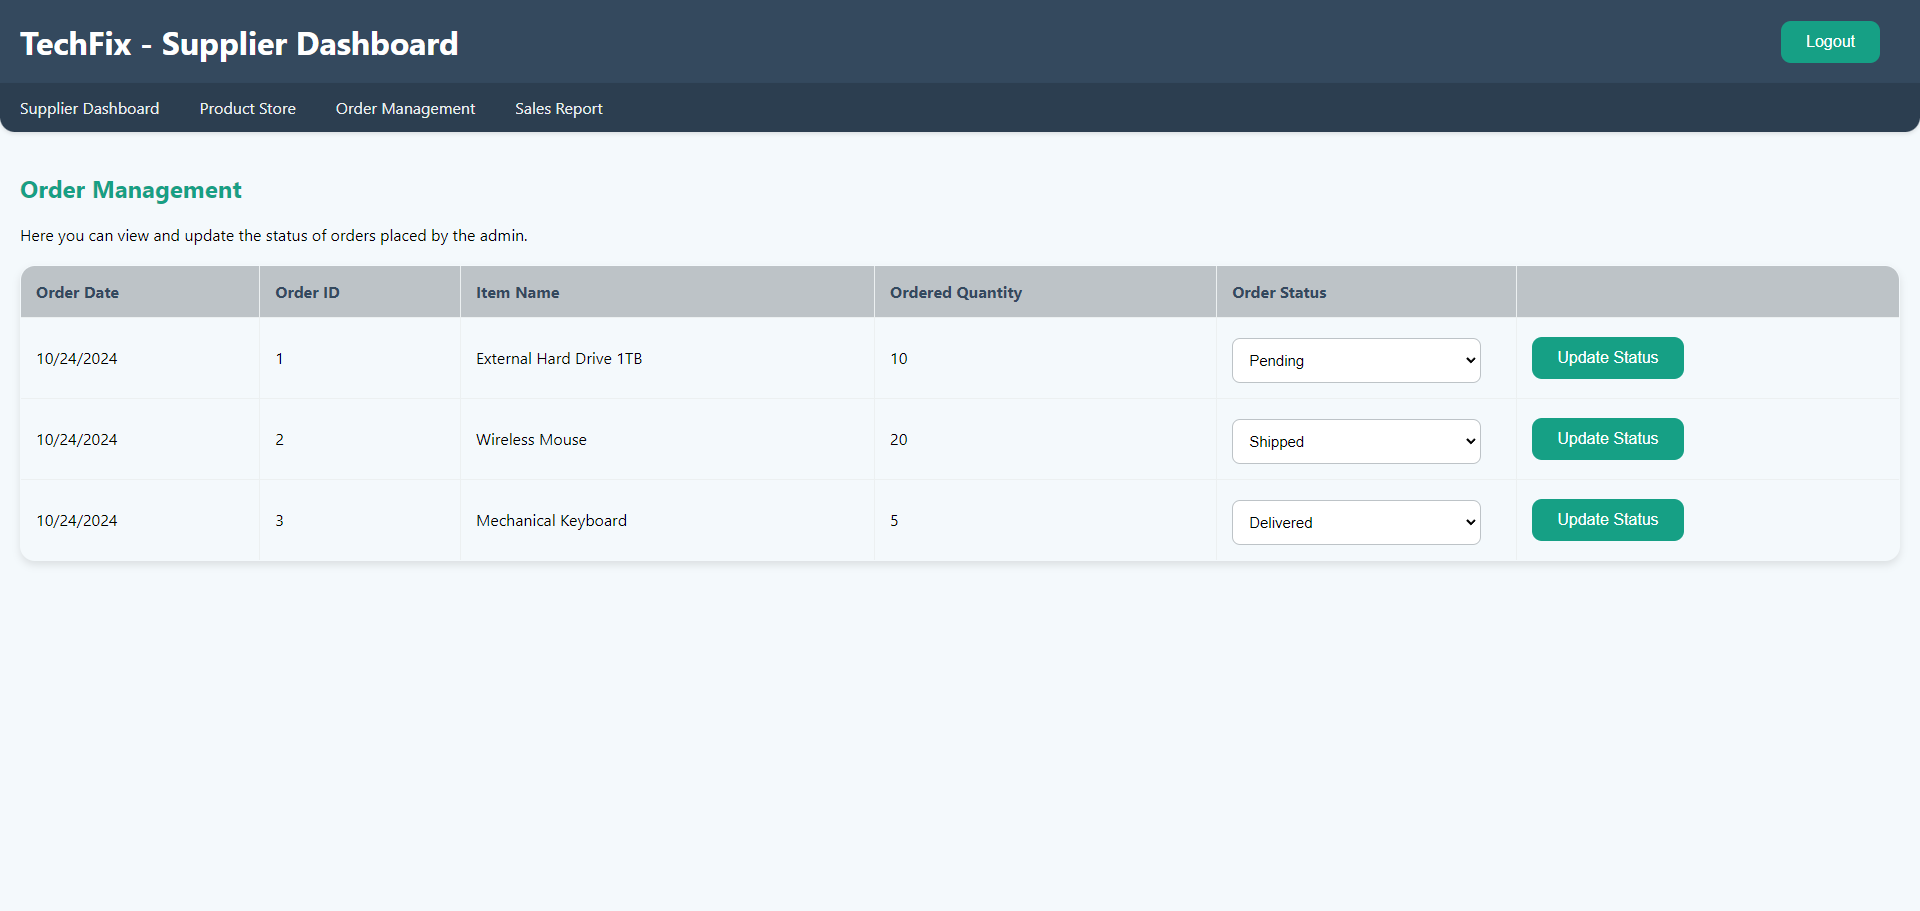 TechFix - Supplier Dashboard
Logout
Supplier Dashboard Product Store Order Management Sales Report
Order Management
Here you can view and update the status of orders placed by the admin.
Order Date Order ID Item Name Ordered Quantity Order Status
10/24/2024 1 External Hard Drive 1TB 10 Pending Update Status
10/24/2024 2 Wireless Mouse 20 Shipped Update Status
10/24/2024 3 Mechanical Keyboard 5 Delivered Update Status